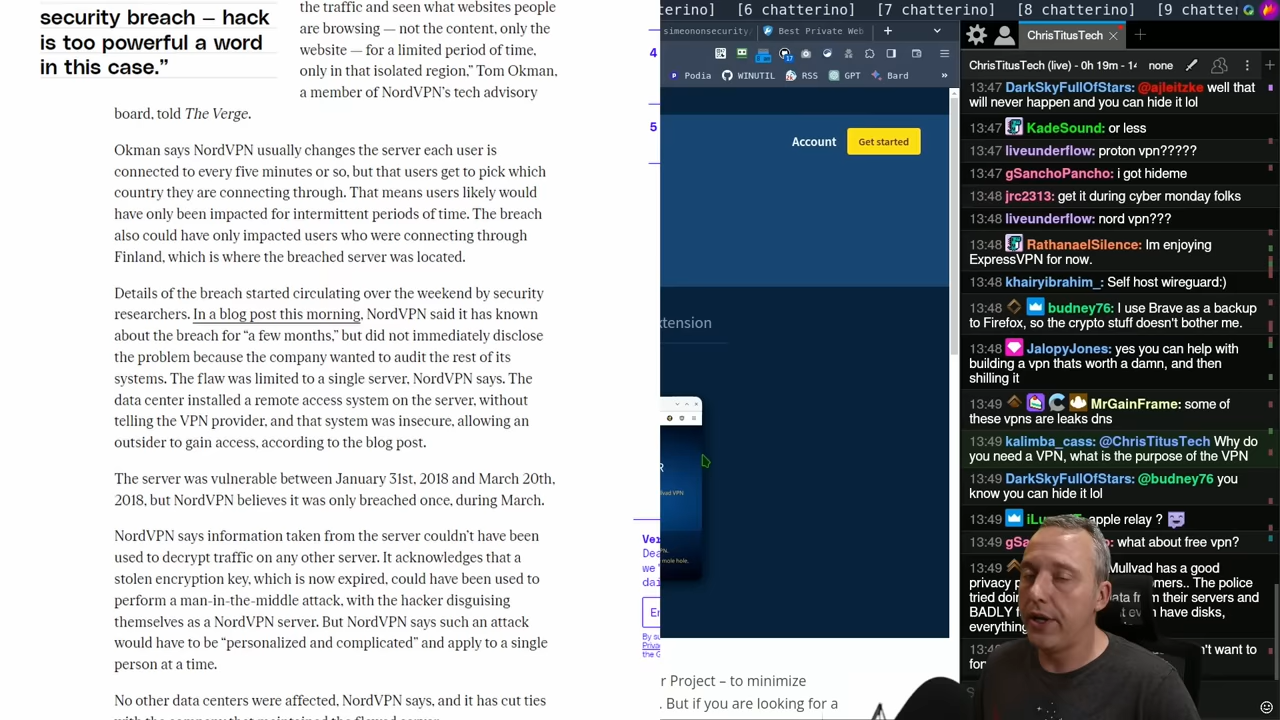 security breach — hack
is too powerful a word
in this case.”
the traffic and seen what websites people
are browsing — not the content, only the
website — for a limited period of time,
only in that isolated region,” Tom Okman,
a member of NordVPN’s tech advisory
board, told The Verge.
Okman says NordVPN usually changes the server each user is
connected to every five minutes or so, but that users get to pick which
country they are connecting through. That means users likely would
have only been impacted for intermittent periods of time. The breach
also could have only impacted users who were connecting through
Finland, which is where the breached server was located.
Details of the breach started circulating over the weekend by security
researchers. In a blog post this morning, NordVPN said it has known
about the breach for “a few months,” but did not immediately disclose
the problem because the company wanted to audit the rest of its
systems. The flaw was limited to a single server, NordVPN says. The
data center installed a remote access system on the server, without
telling the VPN provider, and that system was insecure, allowing an
outsider to gain access, according to the blog post.
The server was vulnerable between January 31st, 2018 and March 20th,
2018, but NordVPN believes it was only breached once, during March.
NordVPN says information taken from the server couldn’t have been
used to decrypt traffic on any other server. It acknowledges that a
stolen encryption key, which is now expired, could have been used to
perform a man-in-the-middle attack, with the hacker disguising
themselves as a NordVPN server. But NordVPN says such an attack
would have to be “personalized and complicated” and apply to a single
person at a time.
No other data centers were affected, NordVPN says, and it has cut ties
with the company that maintained the flawed server.
4
5
Ver
Dea
we'
dai
En
By su
Priva
the G
atterino] [6 chatterino] [7 chatterino] [8 chatterino] [9 chatter
simeononsecurity/
Best Private Web
Podia WINUTIL RSS GPT Bard
Account
Get started
xtension
r Project – to minimize
. But if you are looking for a
ChrisTitusTech
ChrisTitusTech (live) - 0h 19m - 14 none
13:47 DarkSkyFullOfStars: @ajleitzke well that
will never happen and you can hide it lol
13:47 KadeSound: or less
13:47 liveunderflow: proton vpn?????
13:47 gSanchoPancho: i got hideme
13:48 jrc2313: get it during cyber monday folks
13:48 liveunderflow: nord vpn???
13:48 RathanaelSilence: Im enjoying
ExpressVPN for now.
13:48 khairyibrahim_: Self host wireguard:)
13:48 budney76: I use Brave as a backup
to Firefox, so the crypto stuff doesn't bother me.
13:48 JalopyJones: yes you can help with
building a vpn thats worth a damn, and then
shilling it
13:49 MrGainFrame: some of
these vpns are leaks dns
13:49 kalimba_cass: @ChrisTitusTech Why do
you need a VPN, what is the purpose of the VPN
13:49 DarkSkyFullOfStars: @budney76 you
know you can hide it lol
13:49 apple relay ?
13:49 what about free vpn?
13:49 Mullvad has a good
privacy
The police
tried from their servers and
BADLY have disks,
everything
want to